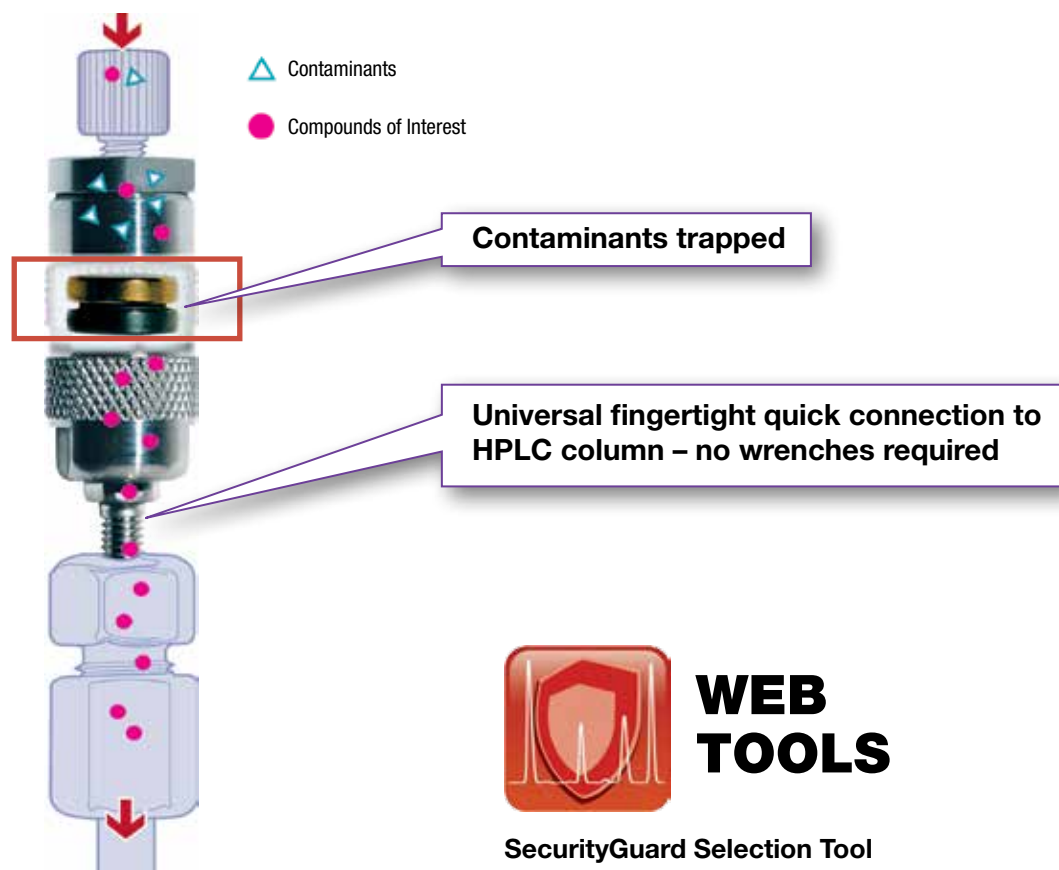 Contaminants
Compounds of Interest
Contaminants trapped
Universal fingertight quick connection to
HPLC column – no wrenches required
WEB
TOOLS
SecurityGuard Selection Tool